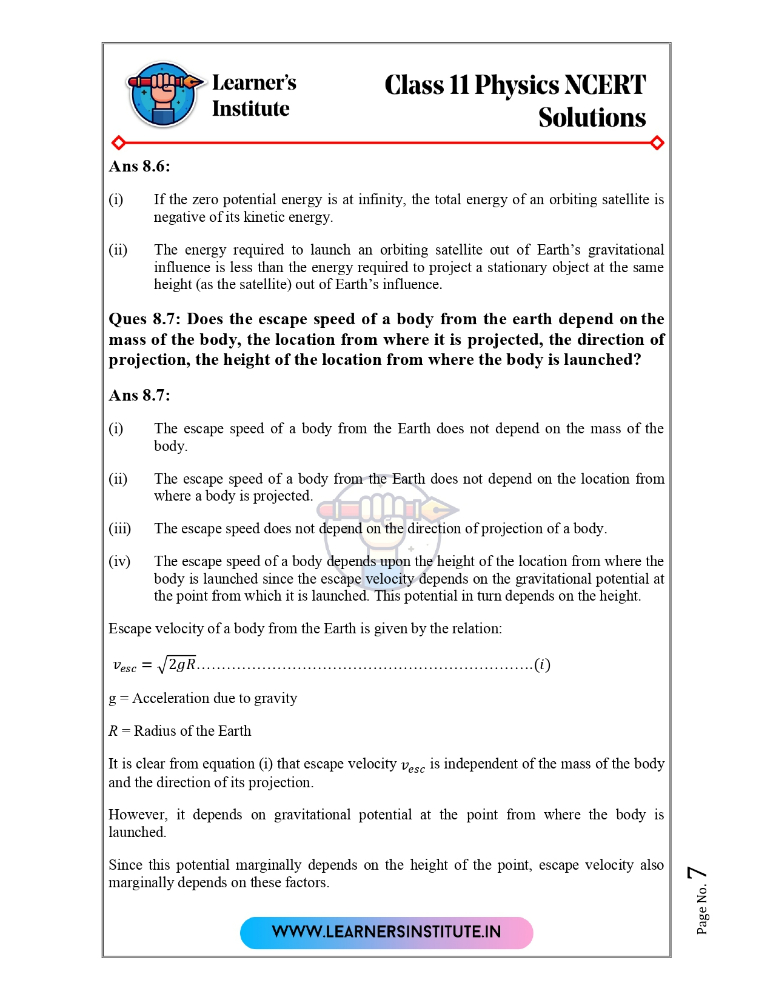 Learner's
Institute
Class 11 Physics NCERT
Solutions
Ans 8.6:
(i) If the zero potential energy is at infinity, the total energy of an orbiting satellite is
negative of its kinetic energy.
(ii) The energy required to launch an orbiting satellite out of Earth's gravitational
influence is less than the energy required to project a stationary object at the same
height (as the satellite) out of Earth's influence.
Ques 8.7: Does the escape speed of a body from the earth depend on the
mass of the body, the location from where it is projected, the direction of
projection, the height of the location from where the body is launched?
Ans 8.7:
(i) The escape speed of a body from the Earth does not depend on the mass of the
body.
(ii) The escape speed of a body from the Earth does not depend on the location from
where a body is projected.
(iii) The escape speed does not depend on the direction of projection of a body.
(iv) The escape speed of a body depends upon the height of the location from where the
body is launched since the escape velocity depends on the gravitational potential at
the point from which it is launched. This potential in turn depends on the height.
Escape velocity of a body from the Earth is given by the relation:
v_esc = √2gR………………………………………………………….(i)
g = Acceleration due to gravity
R = Radius of the Earth
It is clear from equation (i) that escape velocity v_esc is independent of the mass of the body
and the direction of its projection.
However, it depends on gravitational potential at the point from where the body is
launched.
Since this potential marginally depends on the height of the point, escape velocity also
marginally depends on these factors.
Page No. 7
WWW.LEARNERSINSTITUTE.IN